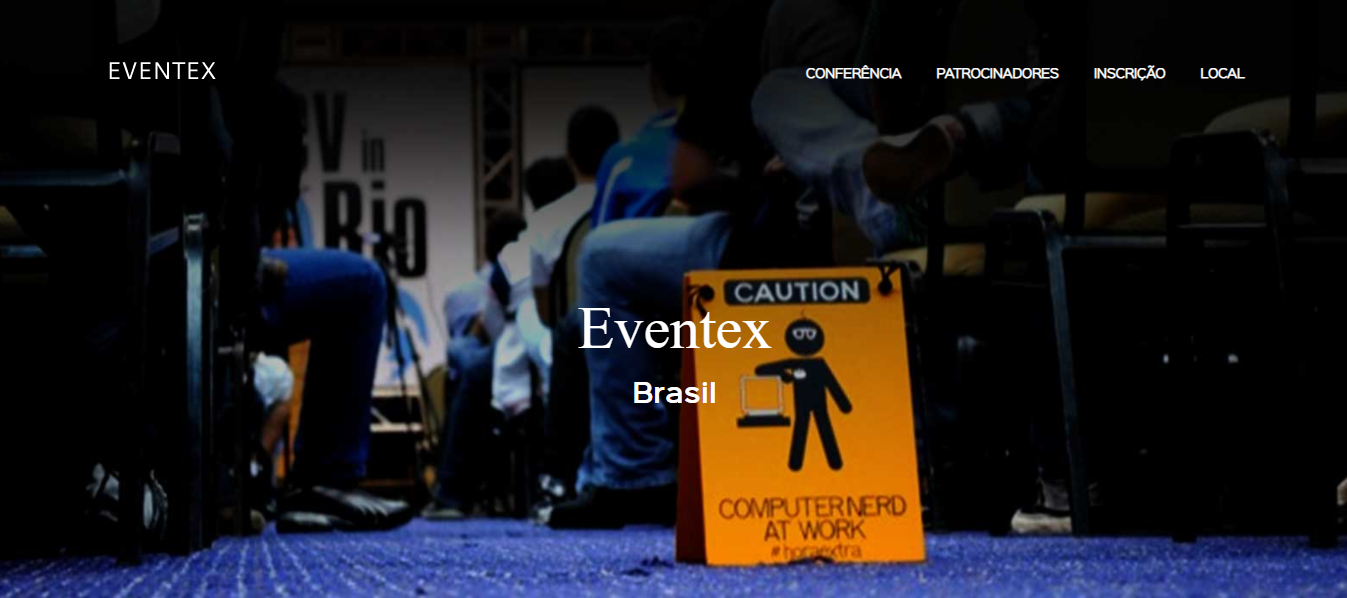 EVENTEX
CONFERÊNCIA PATROCINADORES INSCRIÇÃO LOCAL
V in
Rio
CAUTION
Eventex
Brasil
COMPUTER NERD
AT WORK
#horaextra